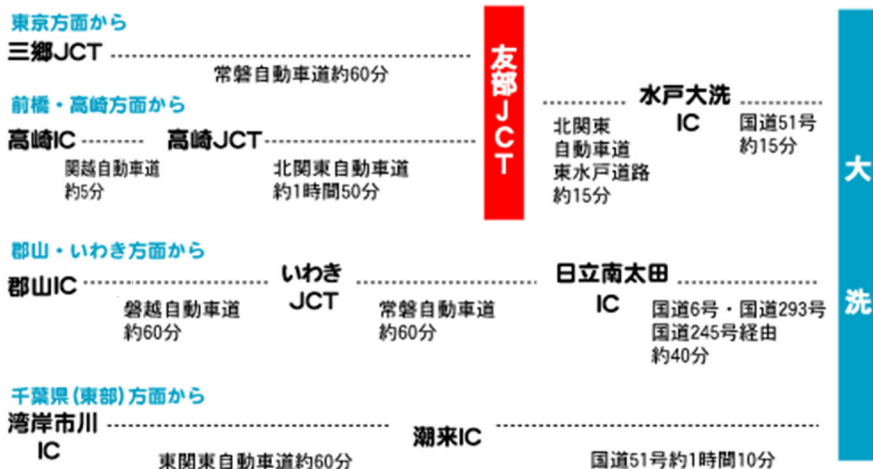 東京方面から
三郷JCT
常磐自動車道約60分
前橋・高崎方面から
高崎IC
高崎JCT
関越自動車道
約5分
北関東自動車道
約1時間50分
友部JCT
水戸大洗
IC
北関東
自動車道
東水戸道路
約15分
国道51号
約15分
郡山・いわき方面から
郡山IC
いわき
JCT
日立南太田
IC
磐越自動車道
約60分
常磐自動車道
約60分
国道6号・国道293号
国道245号経由
約40分
千葉県(東部)方面から
湾岸市川
IC
潮来IC
東関東自動車道約60分
国道51号約1時間10分
大洗